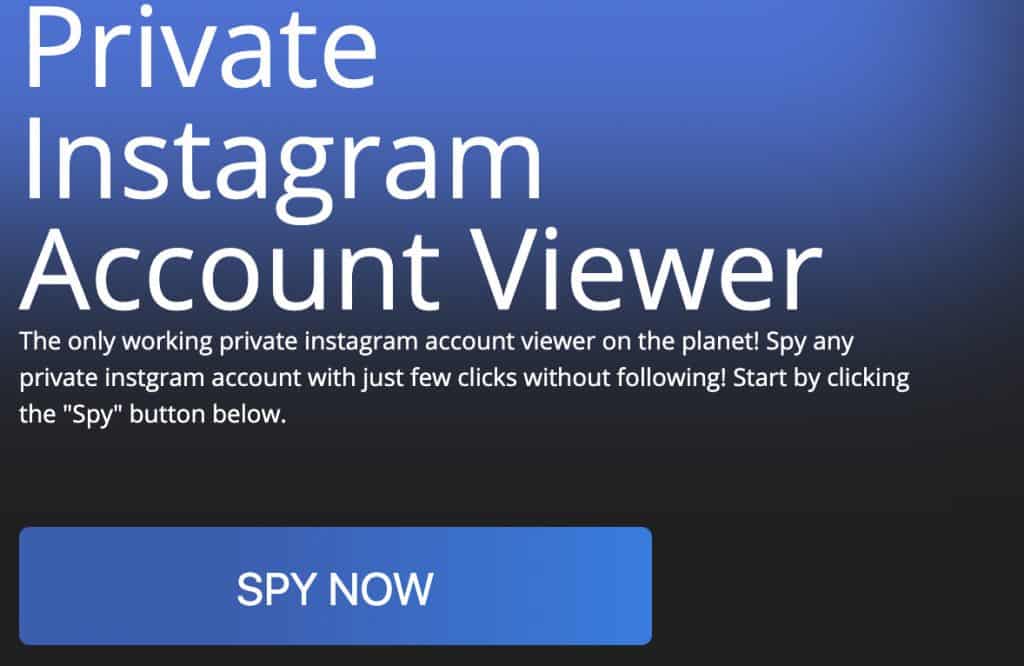 Private
Instagram
Account Viewer
The only working private instagram account viewer on the planet! Spy any
private instgram account with just few clicks without following! Start by clicking
the "Spy" button below.
SPY NOW